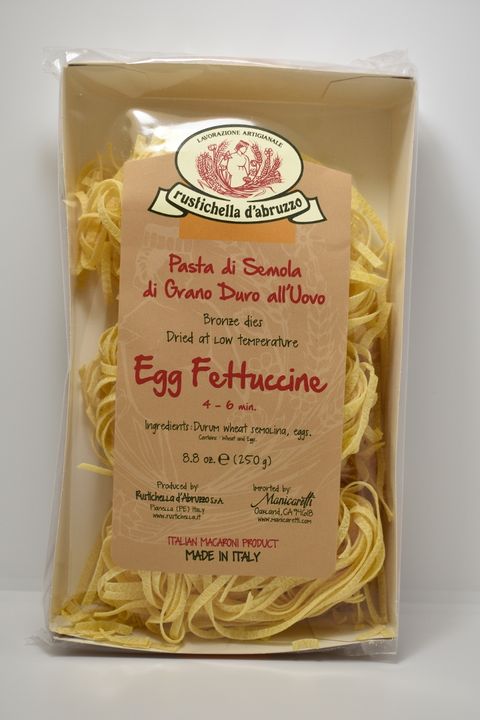 LAVORAZIONE ARTIGIANALE
rustichella d'abruzzo
Pasta di Semola
di Grano Duro all'Uovo
Bronze dies
Dried at low temperature
Egg Fettuccine
4 - 6 min.
Ingredients: Durum wheat semolina, eggs.
Contains: Wheat and Eggs.
8.8 oz. ℮ (250g)
Produced by:
Rustichella d'Abruzzo S.p.A.
Pianella (PE) Italy
www.rustichella.it
Imported by:
Manicaretti
Oakland, CA 94618
www.manicaretti.com
ITALIAN MACARONI PRODUCT
MADE IN ITALY